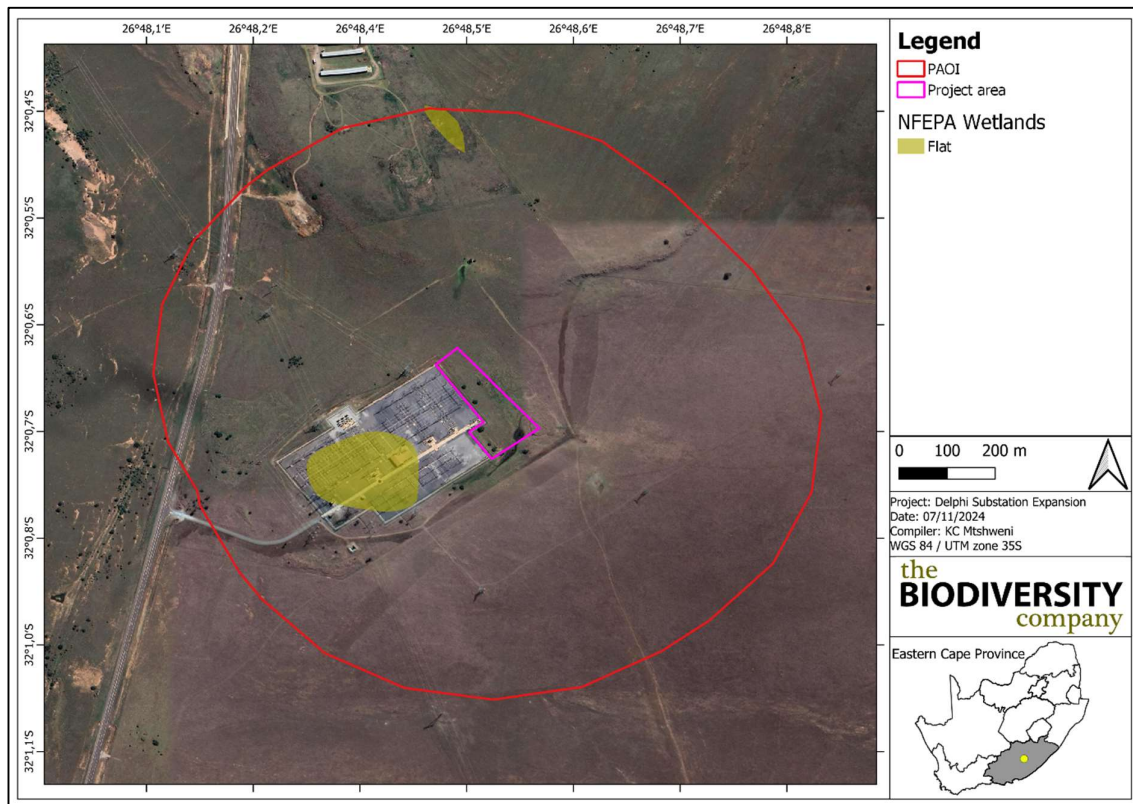 26°48,1'E 26°48,2'E 26°48,4'E 26°48,5'E 26°48,6'E 26°48,7'E 26°48,8'E
32°0,4'S
32°0,5'S
32°0,6'S
32°0,7'S
32°0,8'S
32°1,0'S
32°1,1'S
Legend
PAOI
Project area
NFEPA Wetlands
Flat
0 100 200 m
Project: Delphi Substation Expansion
Date: 07/11/2024
Compiler: KC Mtshweni
WGS 84 / UTM zone 35S
the
BIODIVERSITY
company
Eastern Cape Province